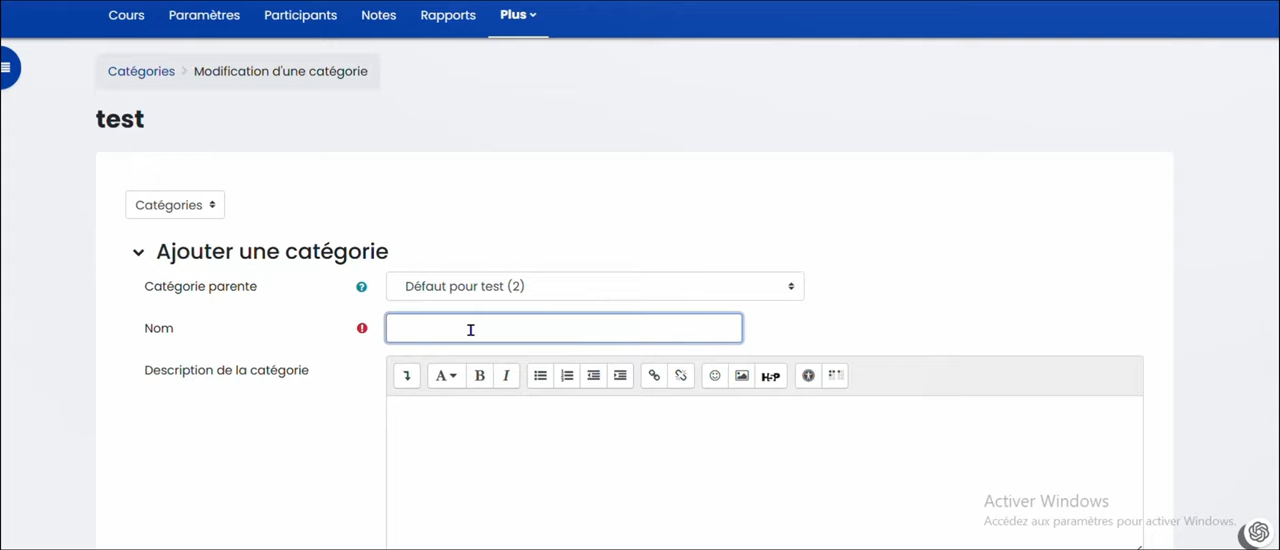 Cours Paramètres Participants Notes Rapports Plus
Catégories Modification d'une catégorie
test
Catégories
Ajouter une catégorie
Catégorie parente ? Défaut pour test (2)
Nom
Description de la catégorie A B I H-P
Activer Windows
Accédez aux paramètres pour activer Windows.